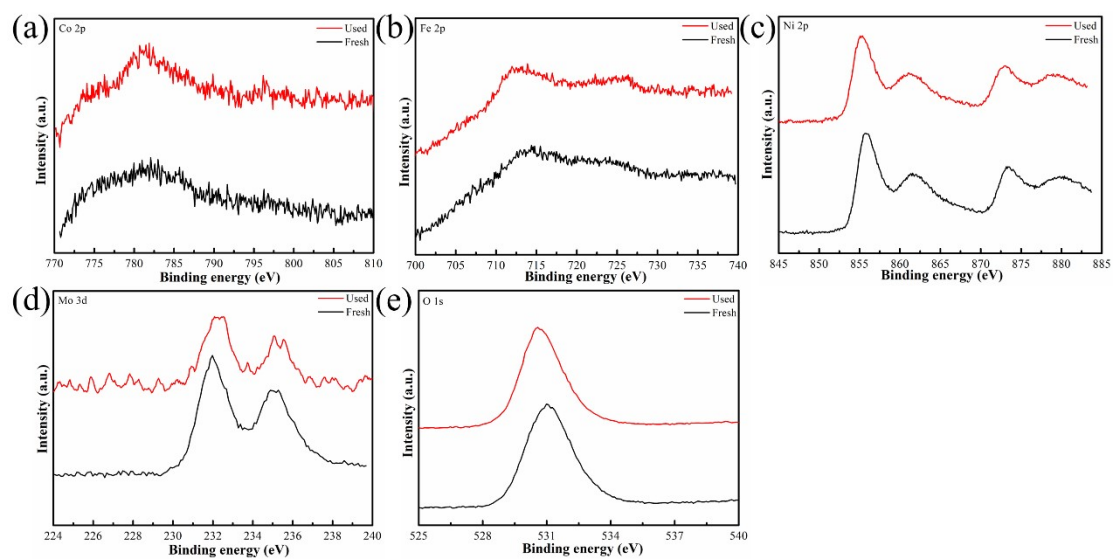 (a)
Co 2p
Used
Fresh
Intensity (a.u.)
770 775 780 785 790 795 800 805 810
Binding energy (eV)
(b)
Fe 2p
Used
Fresh
Intensity (a.u.)
700 705 710 715 720 725 730 735 740
Binding energy (eV)
(c)
Ni 2p
Used
Fresh
Intensity (a.u.)
845 850 855 860 865 870 875 880 885
Binding energy (eV)
(d)
Mo 3d
Used
Fresh
Intensity (a.u.)
224 226 228 230 232 234 236 238 240
Binding energy (eV)
(e)
O 1s
Used
Fresh
Intensity (a.u.)
525 528 531 534 537 540
Binding energy (eV)